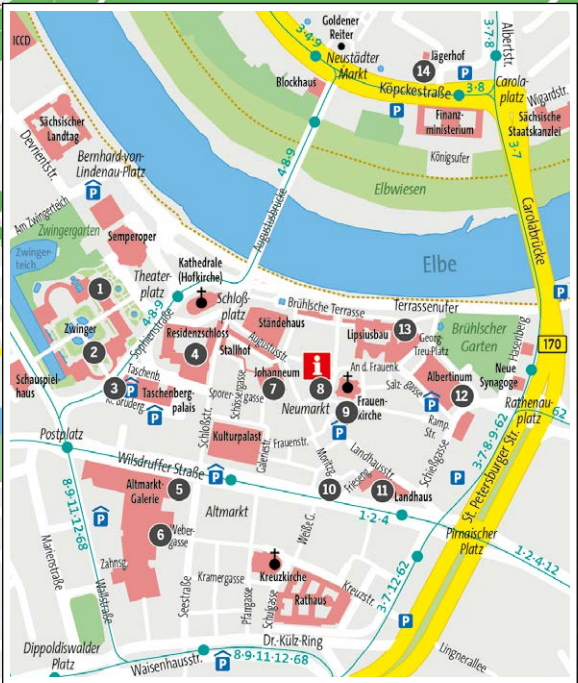 ICCD
Goldener
Reiter
3·4·9
Neustädter
Markt
Blockhaus
14
Jägerhof
P
3·7·8
Albertstr.
Carola-
platz
Köpckestraße
3·8
P
Wigardstr.
Finanz-
ministerium
Sächsische
Staatskanzlei
Königsufer
3·7
Sächsischer
Landtag
Devrientstr.
Bernhard-von-
Lindenau-Platz
P
4·8·9
Augustusbrücke
Elbwiesen
Carolabrücke
Am Zwingerteich
Zwingergarten
Semperoper
Zwinger-
teich
Theater-
platz
Kathedrale
(Hofkirche)
Schloß-
platz
Elbe
P
1
4·8·9
Sophienstraße
Brühlsche Terrasse
Terrassenufer
Ständehaus
Lipsiusbau
13
Georg-
Treu-Platz
Brühlscher
Garten
Hasenberg
170
Zwinger
2
Residenzschloss
4
Stallhof
Augustusstr.
i
An d. Frauenk.
Johanneum
7
8
Salz-
gasse
Albertinum
P
12
Neue
Synagoge
Schauspiel-
haus
3
Taschenb.
P
Taschenberg-
palais
Kl. Brüderg.
P
Sporer-
gasse
Schössergasse
Neumarkt
Frauen-
kirche
9
P
Ramp.
Str.
Rathenau-
platz
62
Postplatz
Schloßstr.
Kulturpalast
Galeriestr.
Frauenstr.
Landhausstr.
Schießgasse
3·7·8·9·62
St. Petersburger Str.
P
Wilsdruffer Straße
P
Moritzg.
Frieseng.
Altmarkt-
Galerie
5
10
11
Landhaus
8·9·11·12·68
P
Altmarkt
1·2·4
Pirnaischer
Platz
1·2·4·12
6
Weber-
gasse
Weiße G.
Marienstraße
Zahnsg.
Wallstraße
Seestraße
Kramergasse
Pfarrgasse
Schulgasse
Kreuzkirche
Kreuzstr.
3·7·12·62
Rathaus
P
Dippoldiswalder
Platz
Dr.-Külz-Ring
Waisenhausstr.
P
8·9·11·12·68
P
Lingnerallee